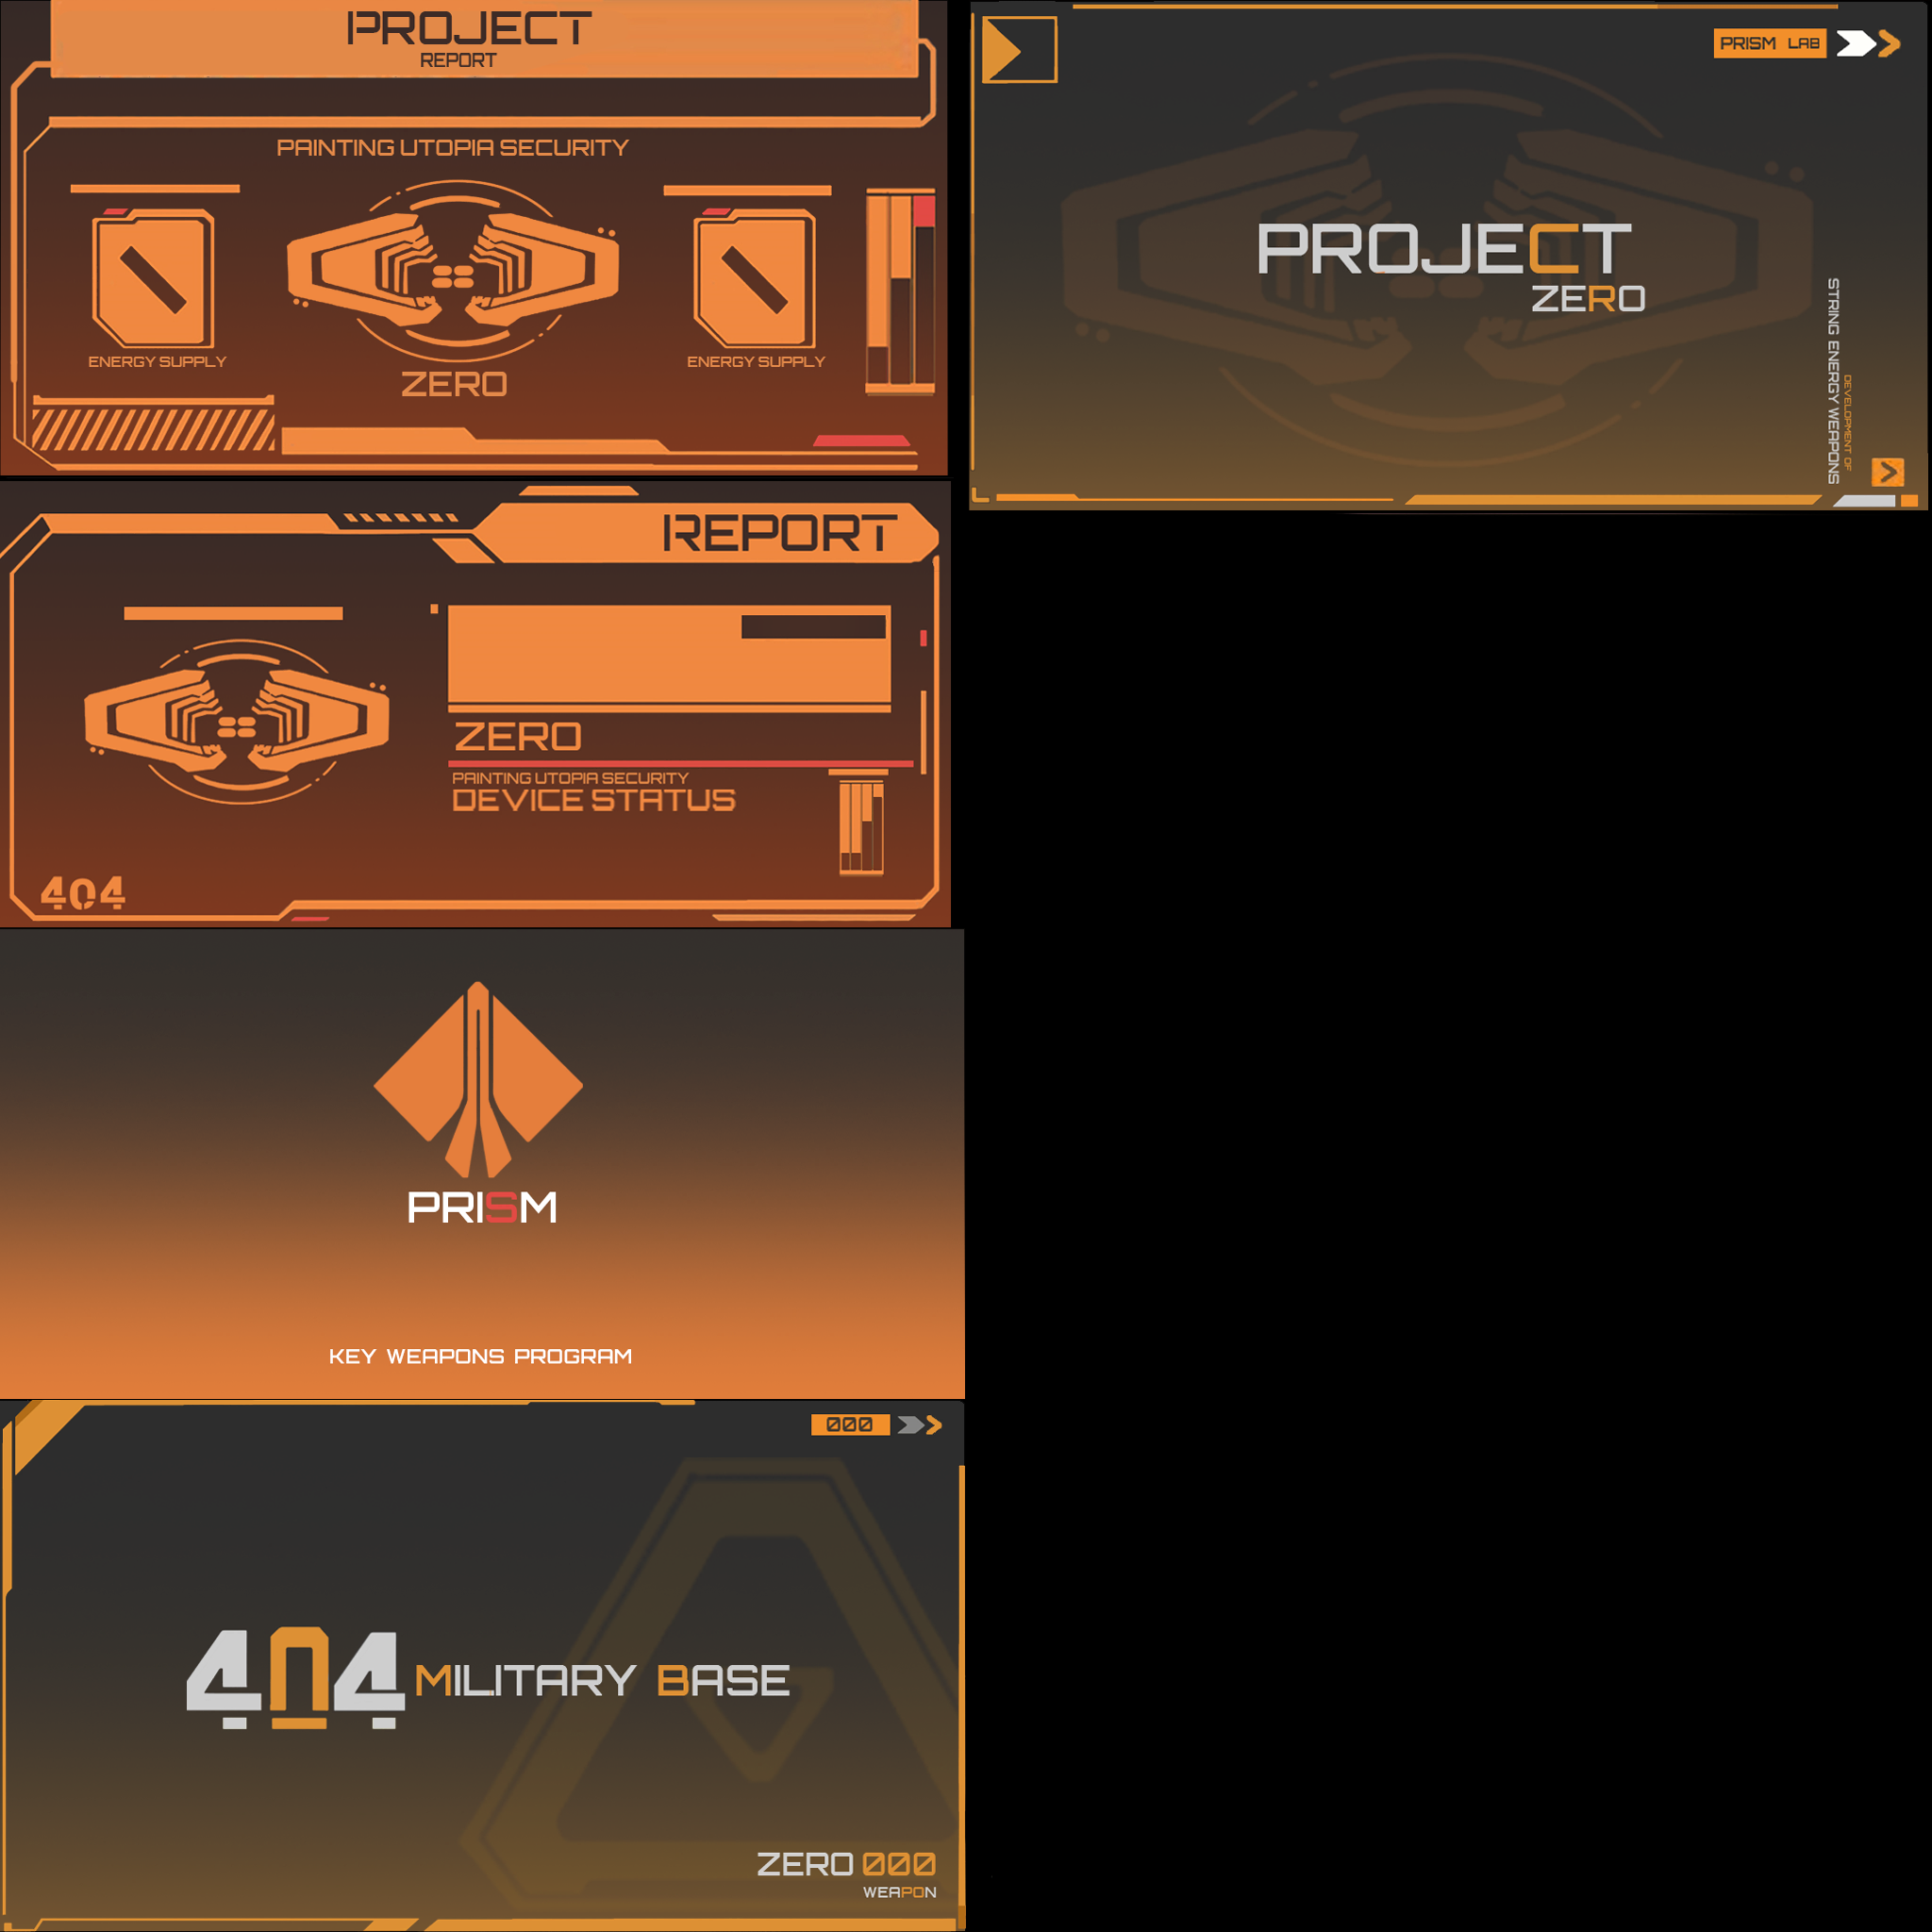 PROJECT
REPORT
PAINTING UTOPIA SECURITY
ENERGY SUPPLY
ENERGY SUPPLY
ZERO
PRISM LAB
PROJECT
ZERO
STRING ENERGY WEAPONS
DEVELOPMENT OF
REPORT
ZERO
PAINTING UTOPIA SECURITY
DEVICE STATUS
404
PRISM
KEY WEAPONS PROGRAM
000
404 MILITARY BASE
ZERO 000
WEAPON